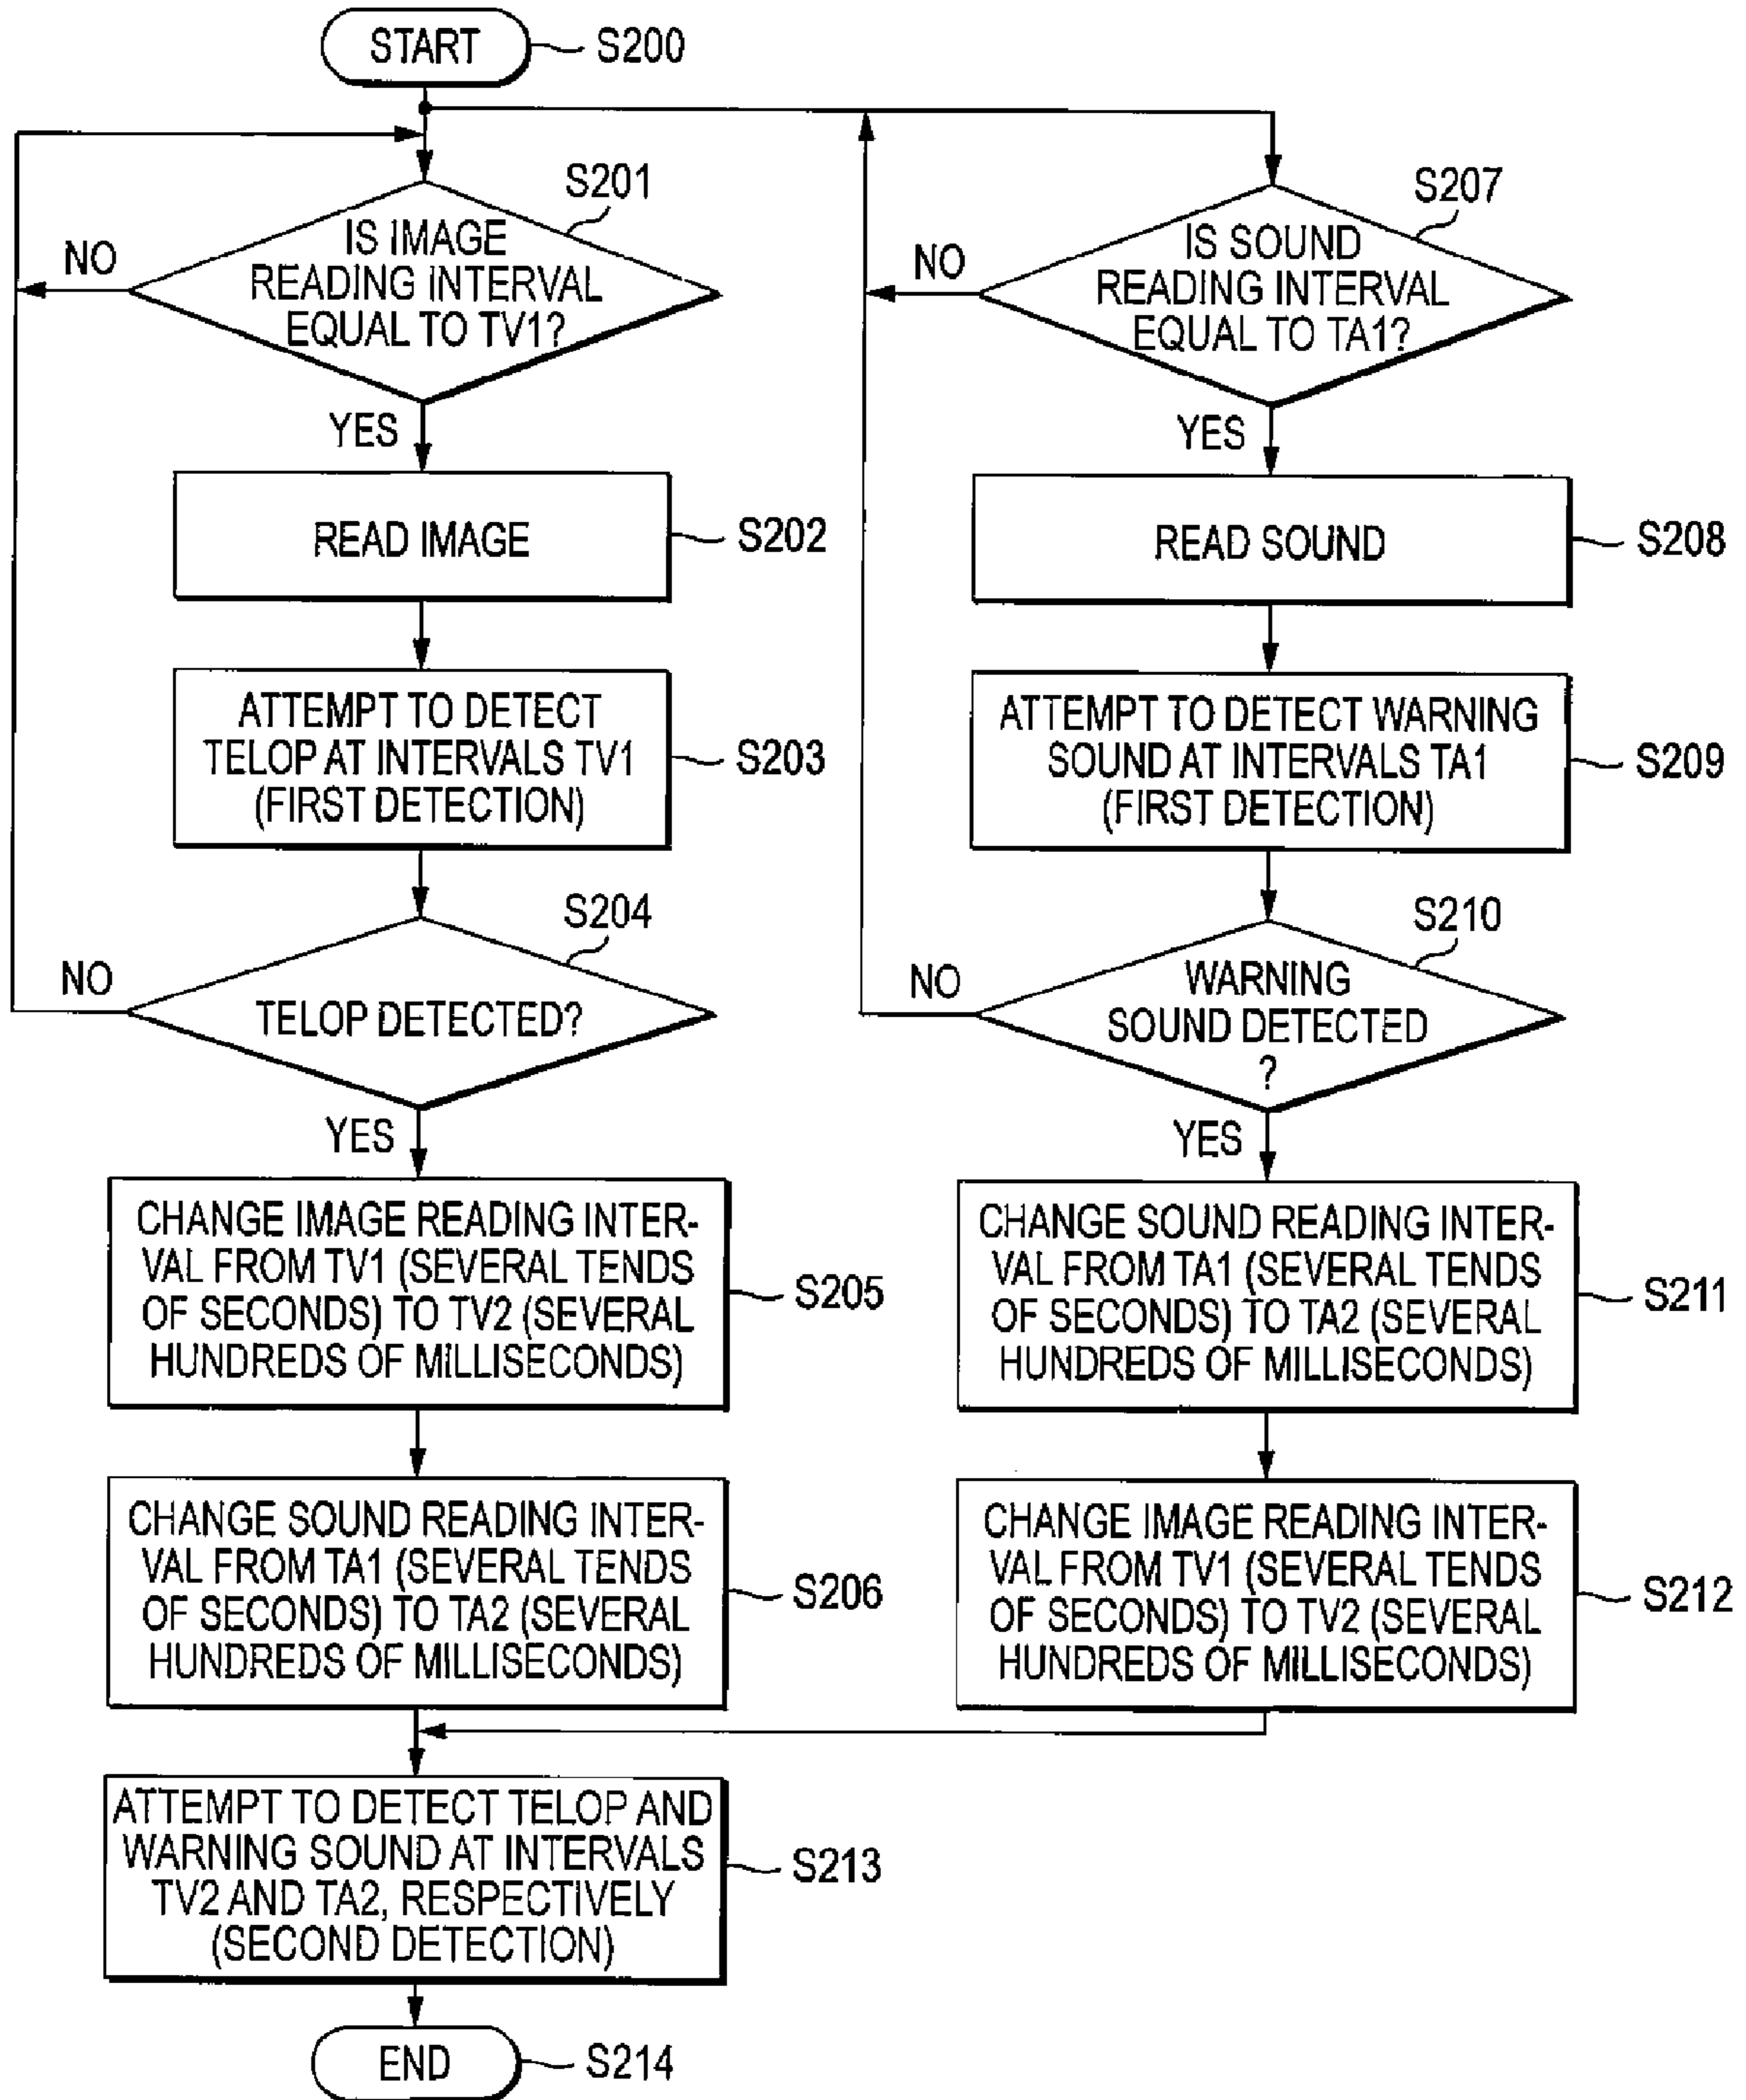 START
S200
S201
IS IMAGE
READING INTERVAL
EQUAL TO TV1?
NO
YES
READ IMAGE
S202
ATTEMPT TO DETECT
TELOP AT INTERVALS TV1
(FIRST DETECTION)
S203
S204
TELOP DETECTED?
NO
YES
CHANGE IMAGE READING INTER-
VAL FROM TV1 (SEVERAL TENDS
OF SECONDS) TO TV2 (SEVERAL
HUNDREDS OF MILLISECONDS)
S205
CHANGE SOUND READING INTER-
VAL FROM TA1 (SEVERAL TENDS
OF SECONDS) TO TA2 (SEVERAL
HUNDREDS OF MILLISECONDS)
S206
S207
IS SOUND
READING INTERVAL
EQUAL TO TA1?
NO
YES
READ SOUND
S208
ATTEMPT TO DETECT WARNING
SOUND AT INTERVALS TA1
(FIRST DETECTION)
S209
S210
WARNING
SOUND DETECTED
?
NO
YES
CHANGE SOUND READING INTER-
VAL FROM TA1 (SEVERAL TENDS
OF SECONDS) TO TA2 (SEVERAL
HUNDREDS OF MILLISECONDS)
S211
CHANGE IMAGE READING INTER-
VAL FROM TV1 (SEVERAL TENDS
OF SECONDS) TO TV2 (SEVERAL
HUNDREDS OF MILLISECONDS)
S212
ATTEMPT TO DETECT TELOP AND
WARNING SOUND AT INTERVALS
TV2 AND TA2, RESPECTIVELY
(SECOND DETECTION)
S213
END
S214